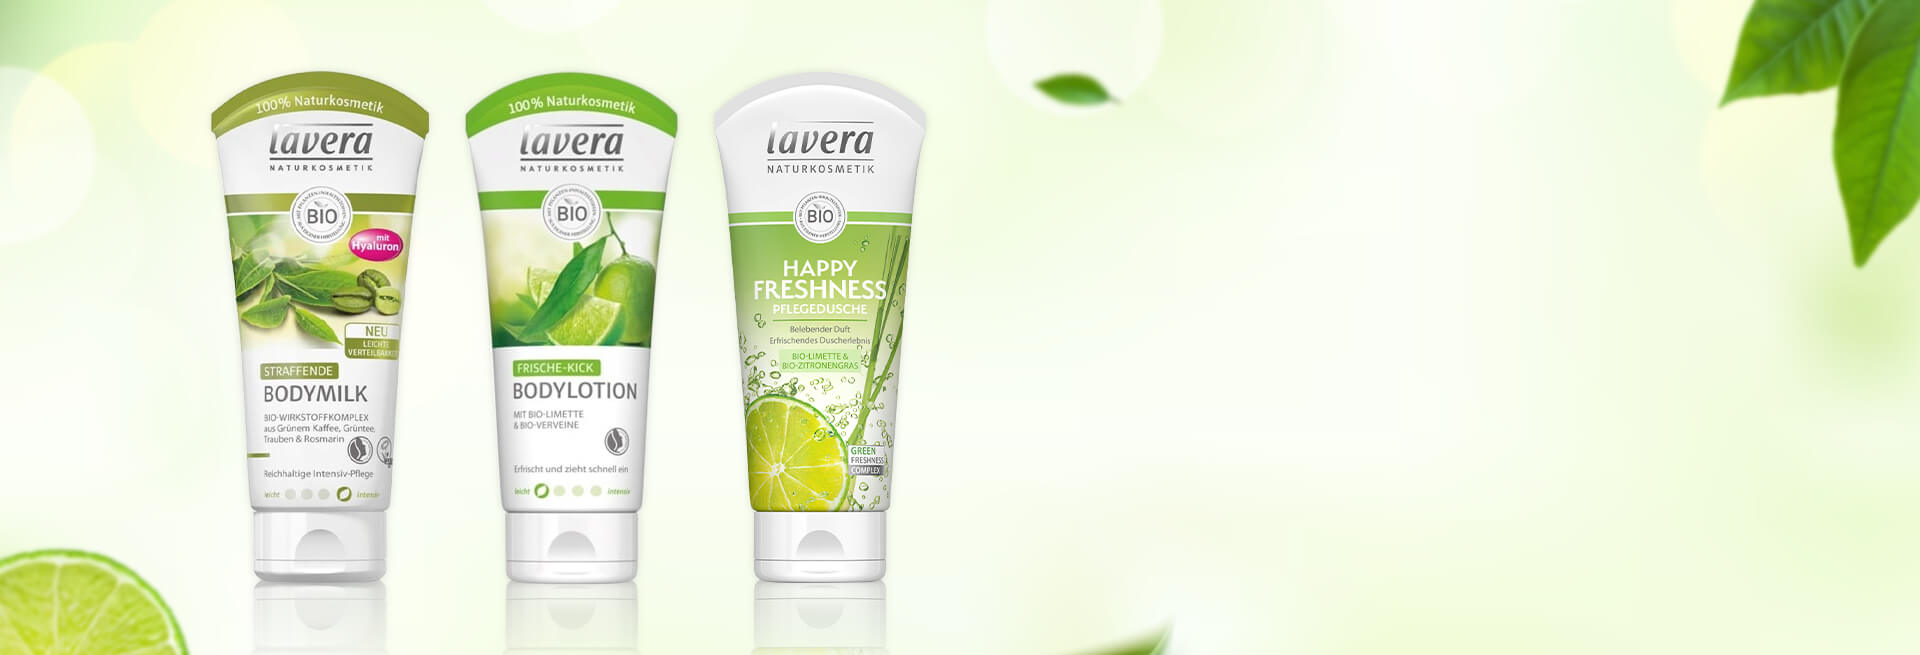 100% Naturkosmetik
lavera
NATURKOSMETIK
BIO
mit
Hyaluron
NEU
LEICHTE
VERTEILBARKEIT
STRAFFENDE
BODYMILK
BIO-WIRKSTOFFKOMPLEX
aus Grünem Kaffee, Grüntee,
Trauben & Rosmarin
Reichhaltige Intensiv-Pflege
leicht intensiv
100% Naturkosmetik
lavera
NATURKOSMETIK
BIO
FRISCHE-KICK
BODYLOTION
MIT BIO-LIMETTE
& BIO-VERVEINE
Erfrischt und zieht schnell ein
leicht intensiv
lavera
NATURKOSMETIK
BIO
HAPPY
FRESHNESS
PFLEGEDUSCHE
Belebender Duft
Erfrischendes Duscherlebnis
BIO-LIMETTE &
BIO-ZITRONENGRAS
GREEN
FRESHNESS
COMPLEX